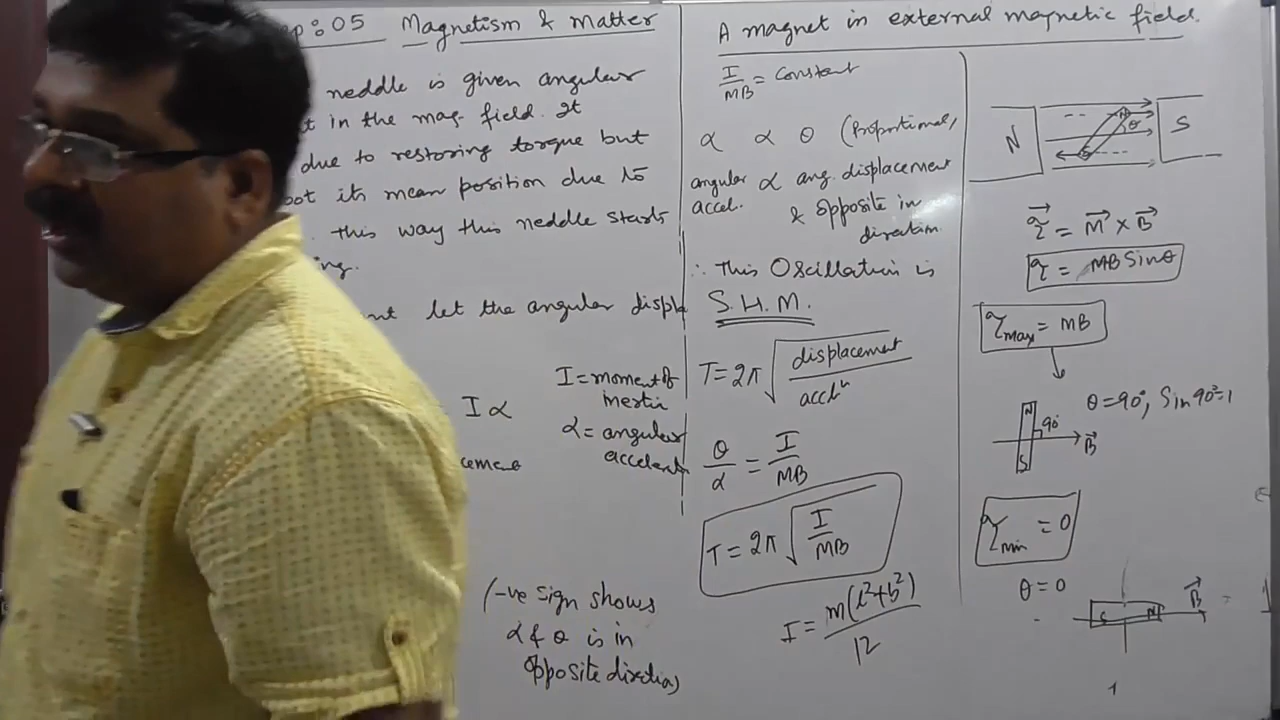 : 05 Magnetism & Matter
neddle is given angular
in the mag. field. It
due to restoring torque but
its mean position due to
this way this neddle starts
let the angular displ
I = moment of
inertia
I α
α = angular
accelerat
(-ve sign shows
α & θ is in
opposite direction)
A magnet in external magnetic field.
I/MB = constant
α α θ (Proportional,
angular α ang. displacement
accel.
& opposite in
direction
∴ this Oscillation is
S.H.M.
T = 2π √(displacement/accln)
θ/α = I/MB
T = 2π √(I/MB)
I = m(l²+b²)/12
N S
N θ
S
τ⃗ = M⃗ × B⃗
τ = MB Sinθ
τmax = MB
θ = 90°, Sin 90° = 1
N
90°
B⃗
S
τmin = 0
θ = 0
B⃗
S N